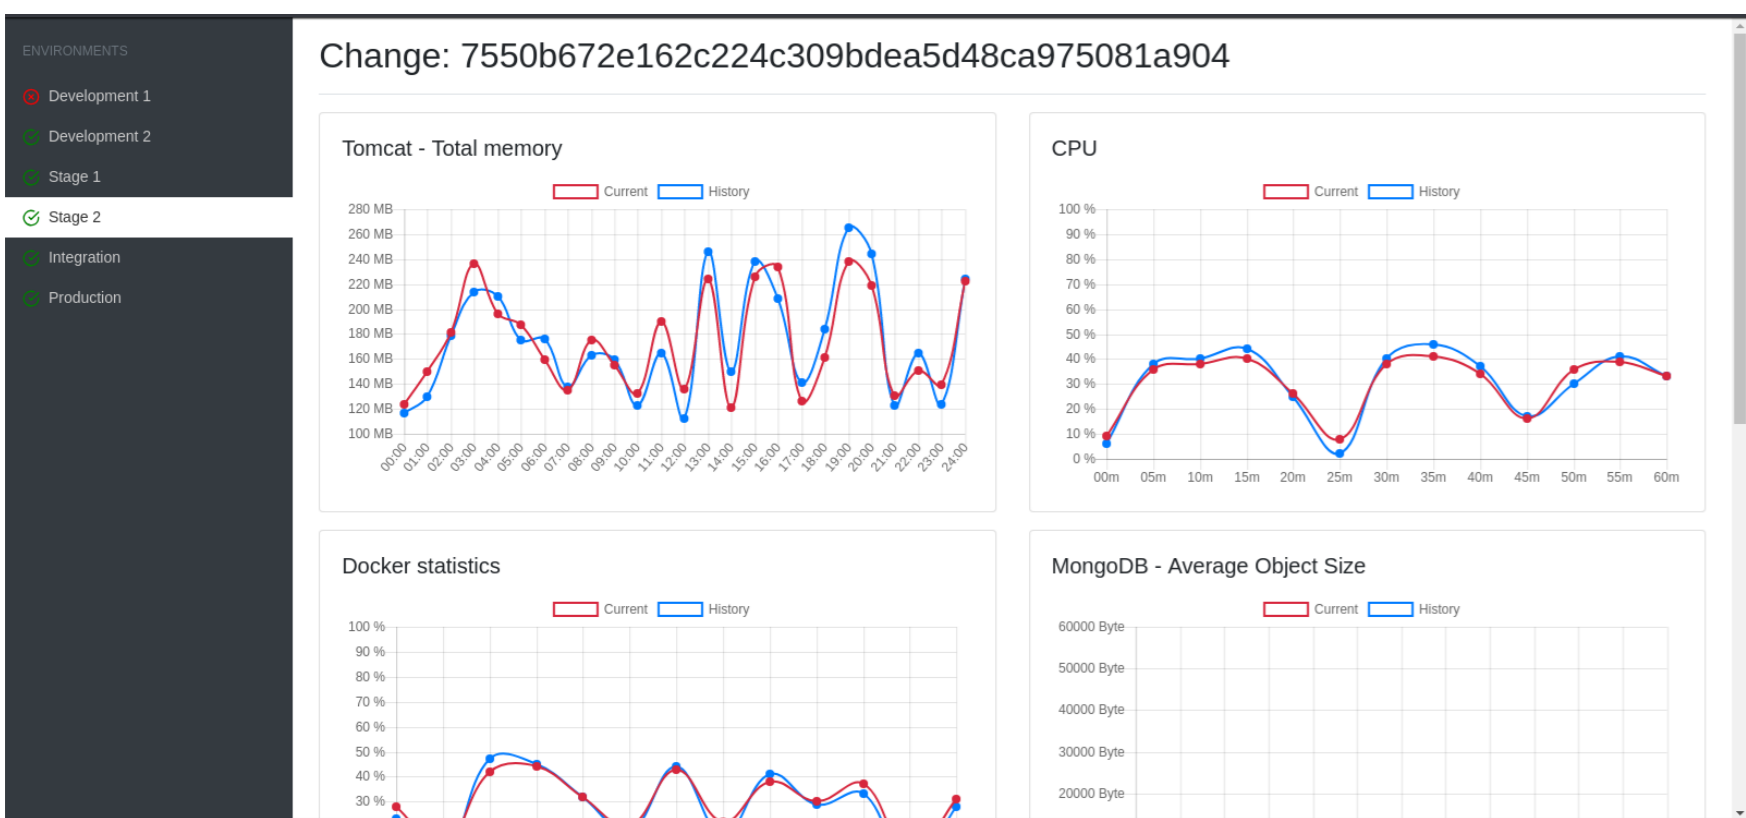 ENVIRONMENTS
Development 1
Development 2
Stage 1
Stage 2
Integration
Production
Change: 7550b672e162c224c309bdea5d48ca975081a904
Tomcat - Total memory
Current History
280 MB
260 MB
240 MB
220 MB
200 MB
180 MB
160 MB
140 MB
120 MB
100 MB
00:00 01:00 02:00 03:00 04:00 05:00 06:00 07:00 08:00 09:00 10:00 11:00 12:00 13:00 14:00 15:00 16:00 17:00 18:00 19:00 20:00 21:00 22:00 23:00 24:00
CPU
Current History
100 %
90 %
80 %
70 %
60 %
50 %
40 %
30 %
20 %
10 %
0 %
00m 05m 10m 15m 20m 25m 30m 35m 40m 45m 50m 55m 60m
Docker statistics
Current History
100 %
90 %
80 %
70 %
60 %
50 %
40 %
30 %
MongoDB - Average Object Size
Current History
60000 Byte
50000 Byte
40000 Byte
30000 Byte
20000 Byte